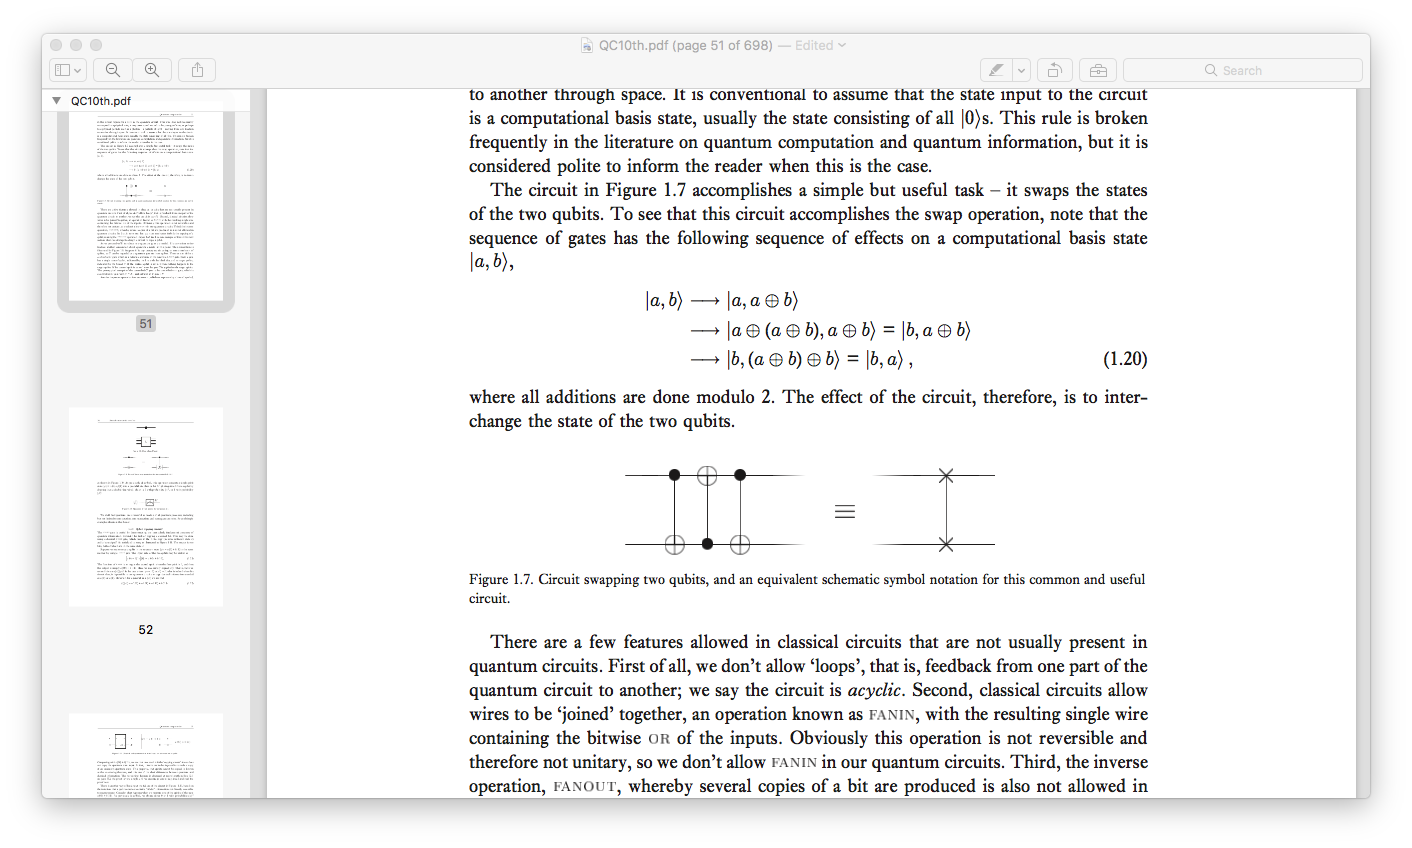 QC10th.pdf (page 51 of 698) — Edited
Search
QC10th.pdf
51
52
to another through space. It is conventional to assume that the state input to the circuit
is a computational basis state, usually the state consisting of all |0⟩s. This rule is broken
frequently in the literature on quantum computation and quantum information, but it is
considered polite to inform the reader when this is the case.
The circuit in Figure 1.7 accomplishes a simple but useful task – it swaps the states
of the two qubits. To see that this circuit accomplishes the swap operation, note that the
sequence of gates has the following sequence of effects on a computational basis state
|a, b⟩,
|a, b⟩ ⟶ |a, a ⊕ b⟩
⟶ |a ⊕ (a ⊕ b), a ⊕ b⟩ = |b, a ⊕ b⟩
⟶ |b, (a ⊕ b) ⊕ b⟩ = |b, a⟩ , (1.20)
where all additions are done modulo 2. The effect of the circuit, therefore, is to inter-
change the state of the two qubits.
≡
Figure 1.7. Circuit swapping two qubits, and an equivalent schematic symbol notation for this common and useful
circuit.
There are a few features allowed in classical circuits that are not usually present in
quantum circuits. First of all, we don't allow ‘loops’, that is, feedback from one part of the
quantum circuit to another; we say the circuit is acyclic. Second, classical circuits allow
wires to be ‘joined’ together, an operation known as FANIN, with the resulting single wire
containing the bitwise OR of the inputs. Obviously this operation is not reversible and
therefore not unitary, so we don't allow FANIN in our quantum circuits. Third, the inverse
operation, FANOUT, whereby several copies of a bit are produced is also not allowed in